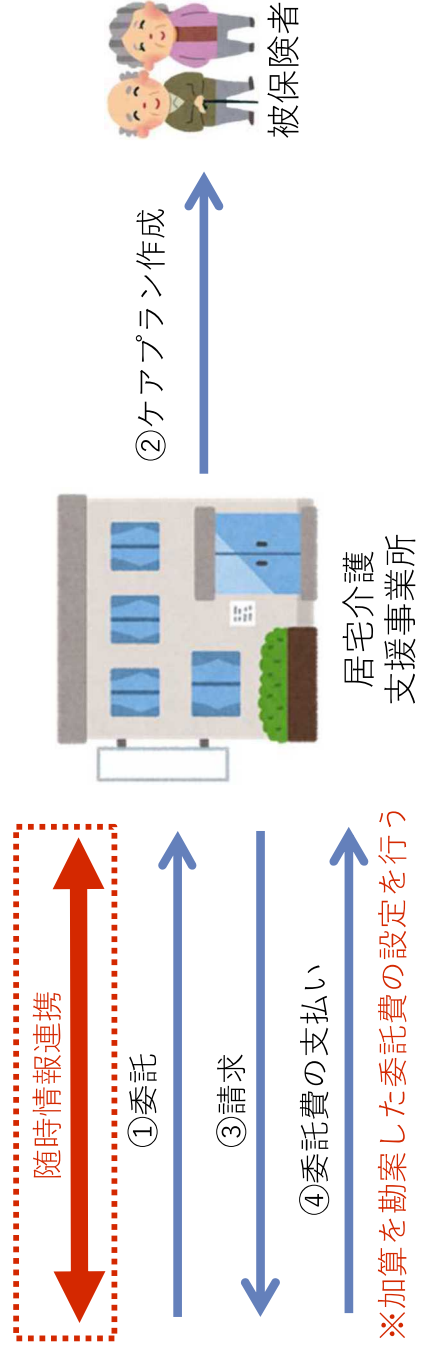 随時情報連携
①委託
③請求
④委託費の支払い
※加算を勘案した委託費の設定を行う
居宅介護
支援事業所
②ケアプラン作成
被保険者